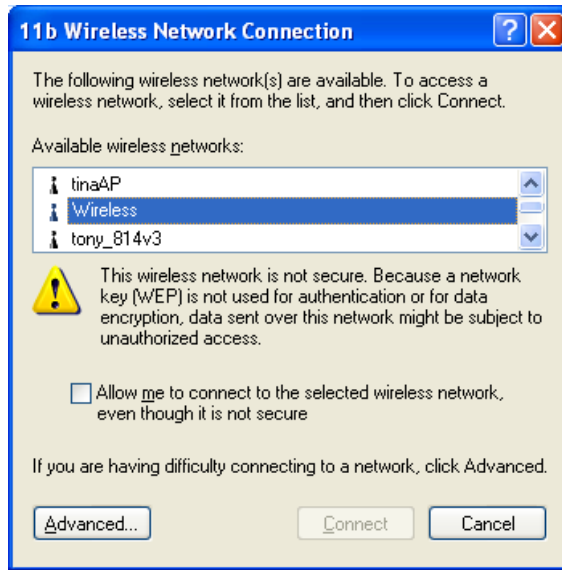 11b Wireless Network Connection
The following wireless network(s) are available. To access a
wireless network, select it from the list, and then click Connect.
Available wireless networks:
tinaAP
Wireless
tony_814v3
This wireless network is not secure. Because a network
key (WEP) is not used for authentication or for data
encryption, data sent over this network might be subject to
unauthorized access.
Allow me to connect to the selected wireless network,
even though it is not secure
If you are having difficulty connecting to a network, click Advanced.
Advanced... Connect Cancel